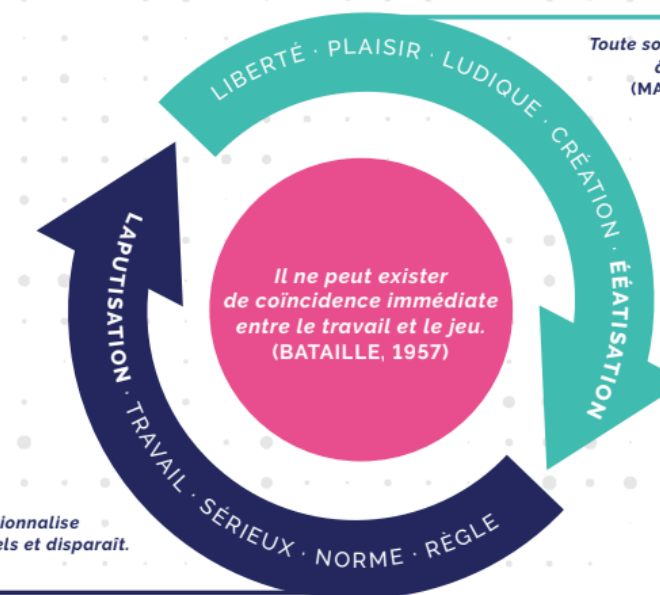 LIBERTÉ · PLAISIR · LUDIQUE · CRÉATION · ÉÉATISATION
Toute so
à
(MA
Il ne peut exister
de coïncidence immédiate
entre le travail et le jeu.
(BATAILLE, 1957)
LAPUTISATION · TRAVAIL · SÉRIEUX · NORME · RÈGLE
ionnalise
els et disparaît.